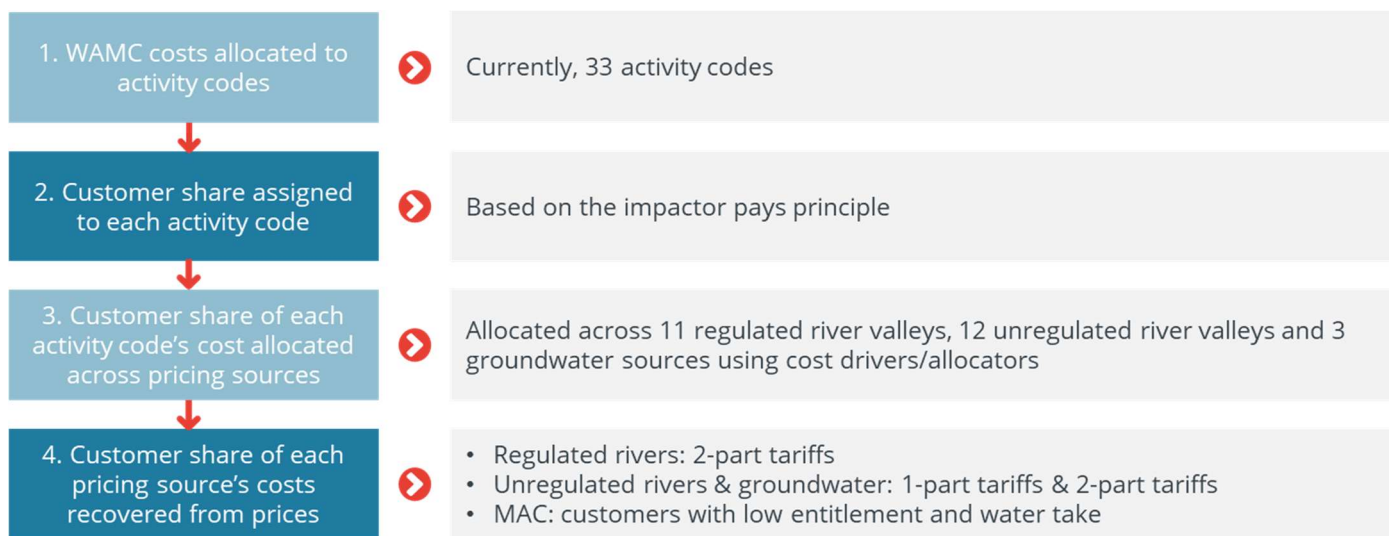 1. WAMC costs allocated to
activity codes
Currently, 33 activity codes
2. Customer share assigned
to each activity code
Based on the impactor pays principle
3. Customer share of each
activity code's cost allocated
across pricing sources
Allocated across 11 regulated river valleys, 12 unregulated river valleys and 3
groundwater sources using cost drivers/allocators
4. Customer share of each
pricing source's costs
recovered from prices
• Regulated rivers: 2-part tariffs
• Unregulated rivers & groundwater: 1-part tariffs & 2-part tariffs
• MAC: customers with low entitlement and water take